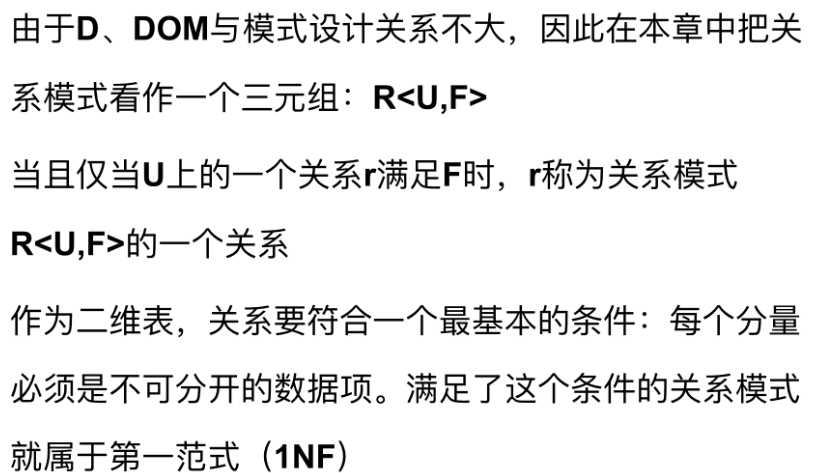 由于D、DOM与模式设计关系不大，因此在本章中把关
系模式看作一个三元组：R<U,F>
当且仅当U上的一个关系r满足F时，r称为关系模式
R<U,F>的一个关系
作为二维表，关系要符合一个最基本的条件：每个分量
必须是不可分开的数据项。满足了这个条件的关系模式
就属于第一范式（1NF）